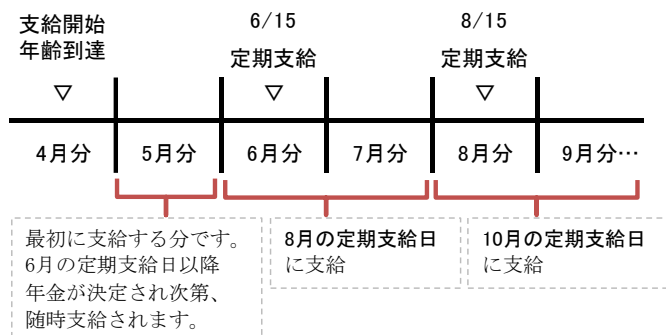 支給開始
年齢到達
▽
6/15
定期支給
▽
8/15
定期支給
▽
4月分
5月分
6月分
7月分
8月分
9月分…
最初に支給する分です。
6月の定期支給日以降
年金が決定され次第、
随時支給されます。
8月の定期支給日
に支給
10月の定期支給日
に支給